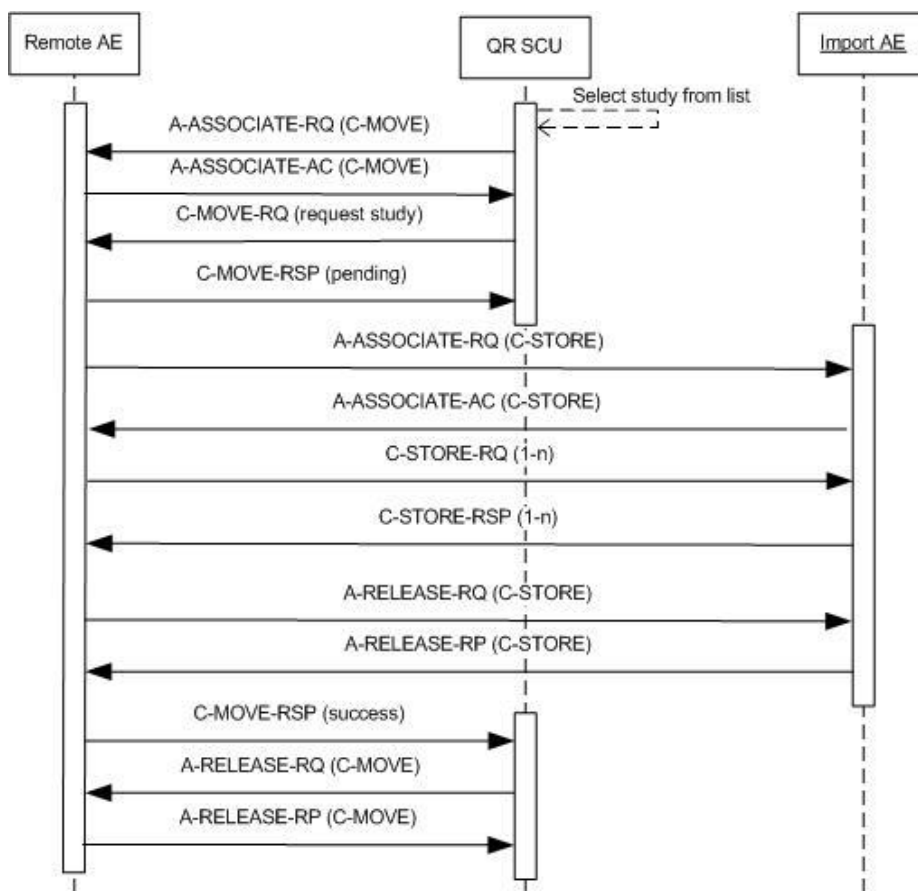 Remote AE
QR SCU
Import AE
Select study from list
A-ASSOCIATE-RQ (C-MOVE)
A-ASSOCIATE-AC (C-MOVE)
C-MOVE-RQ (request study)
C-MOVE-RSP (pending)
A-ASSOCIATE-RQ (C-STORE)
A-ASSOCIATE-AC (C-STORE)
C-STORE-RQ (1-n)
C-STORE-RSP (1-n)
A-RELEASE-RQ (C-STORE)
A-RELEASE-RP (C-STORE)
C-MOVE-RSP (success)
A-RELEASE-RQ (C-MOVE)
A-RELEASE-RP (C-MOVE)